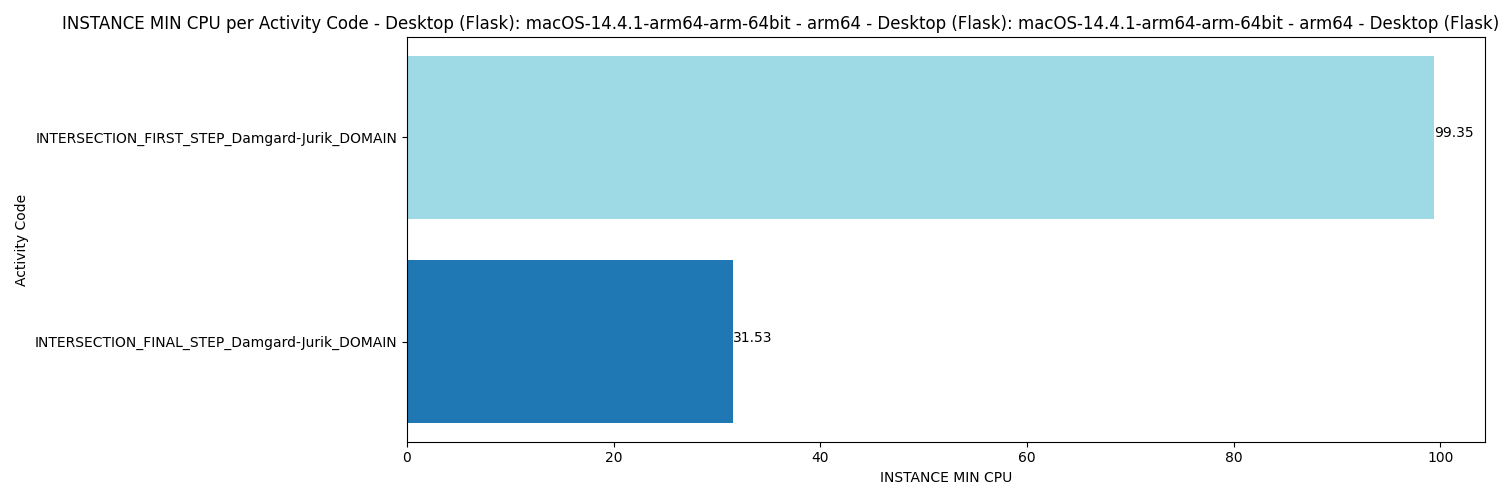 INSTANCE MIN CPU per Activity Code - Desktop (Flask): macOS-14.4.1-arm64-arm-64bit - arm64 - Desktop (Flask): macOS-14.4.1-arm64-arm-64bit - arm64 - Desktop (Flask)
Activity Code
INTERSECTION_FIRST_STEP_Damgard-Jurik_DOMAIN
99.35
INTERSECTION_FINAL_STEP_Damgard-Jurik_DOMAIN
31.53
0 20 40 60 80 100
INSTANCE MIN CPU